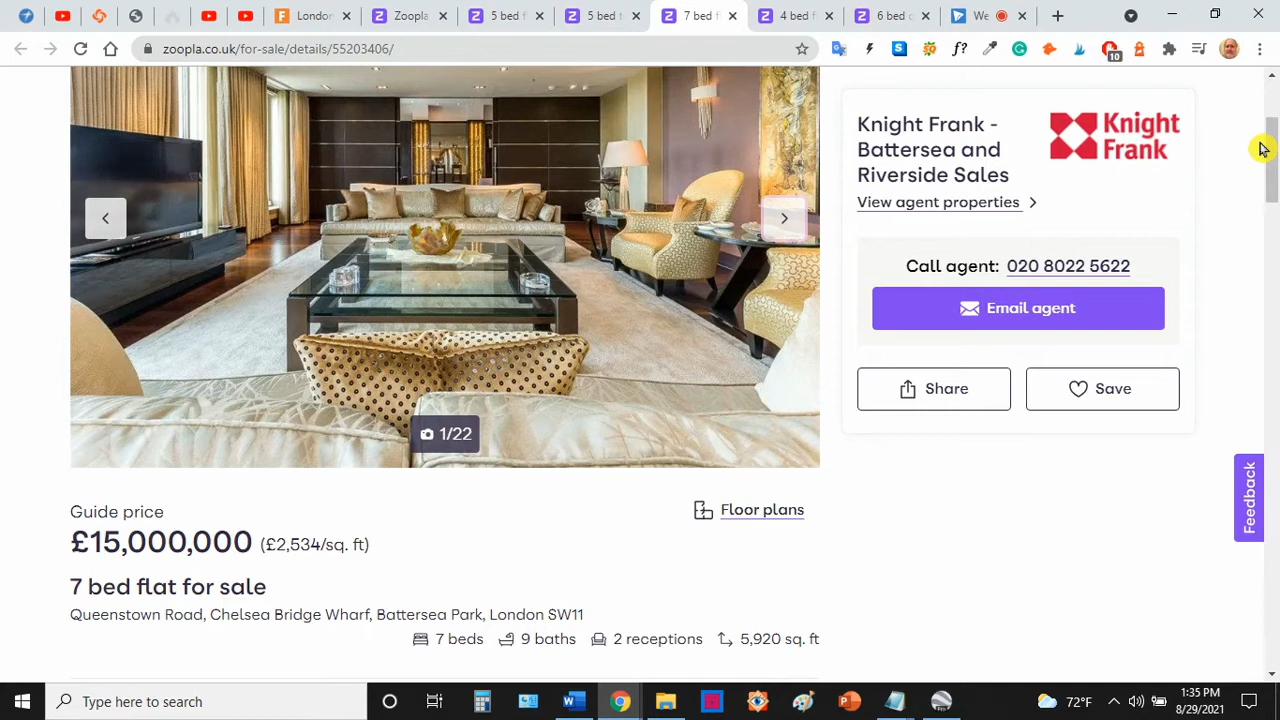 London
Zoopla
5 bed f
5 bed t
7 bed f
4 bed f
6 bed d
We
zoopla.co.uk/for-sale/details/55203406/
f?
10
1/22
Knight Frank -
Battersea and
Riverside Sales
Knight
Frank
View agent properties
Call agent: 020 8022 5622
Email agent
Share
Save
Feedback
Guide price
Floor plans
£15,000,000 (£2,534/sq. ft)
7 bed flat for sale
Queenstown Road, Chelsea Bridge Wharf, Battersea Park, London SW11
7 beds 9 baths 2 receptions 5,920 sq. ft
Type here to search
72°F
1:35 PM
8/29/2021